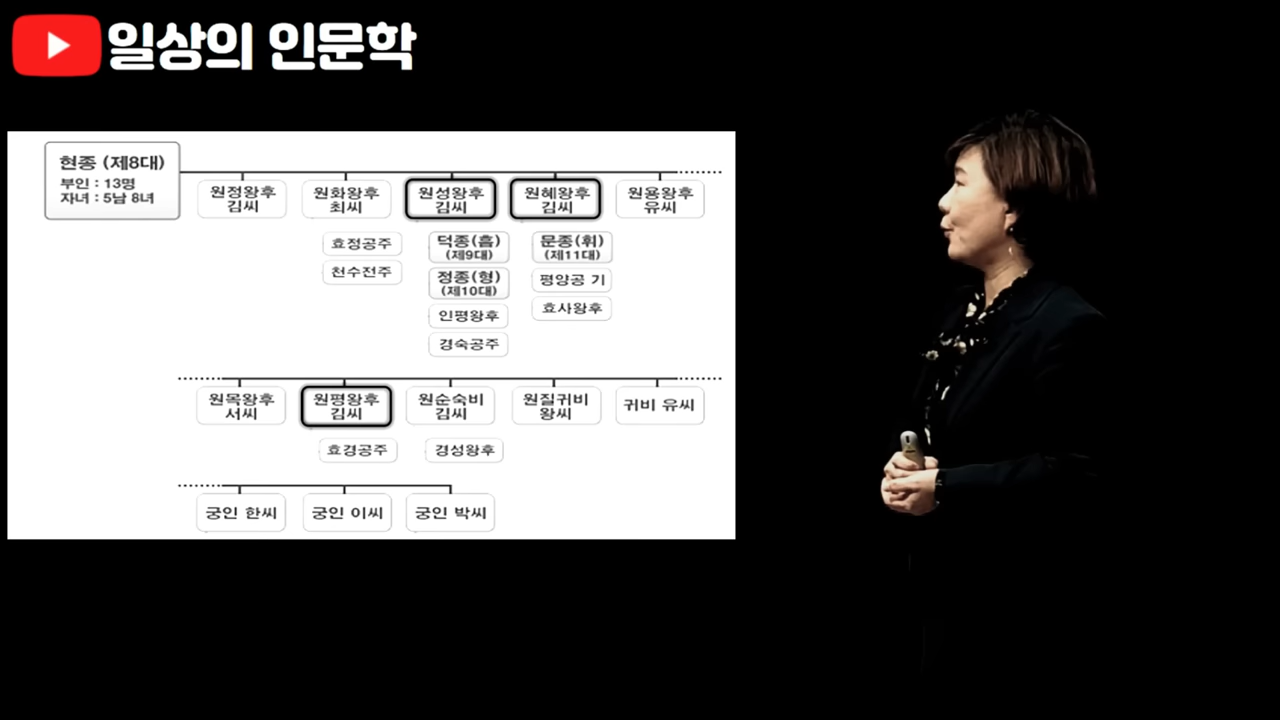 일상의 인문학
현종 (제8대)
부인 : 13명
자녀 : 5남 8녀
원정왕후
김씨
원화왕후
최씨
원성왕후
김씨
원혜왕후
김씨
원용왕후
유씨
효정공주
천수전주
덕종(흠)
(제9대)
정종(형)
(제10대)
인평왕후
경숙공주
문종(휘)
(제11대)
평양공 기
효사왕후
원목왕후
서씨
원평왕후
김씨
원순숙비
김씨
원질귀비
왕씨
귀비 유씨
효경공주
경성왕후
궁인 한씨
궁인 이씨
궁인 박씨